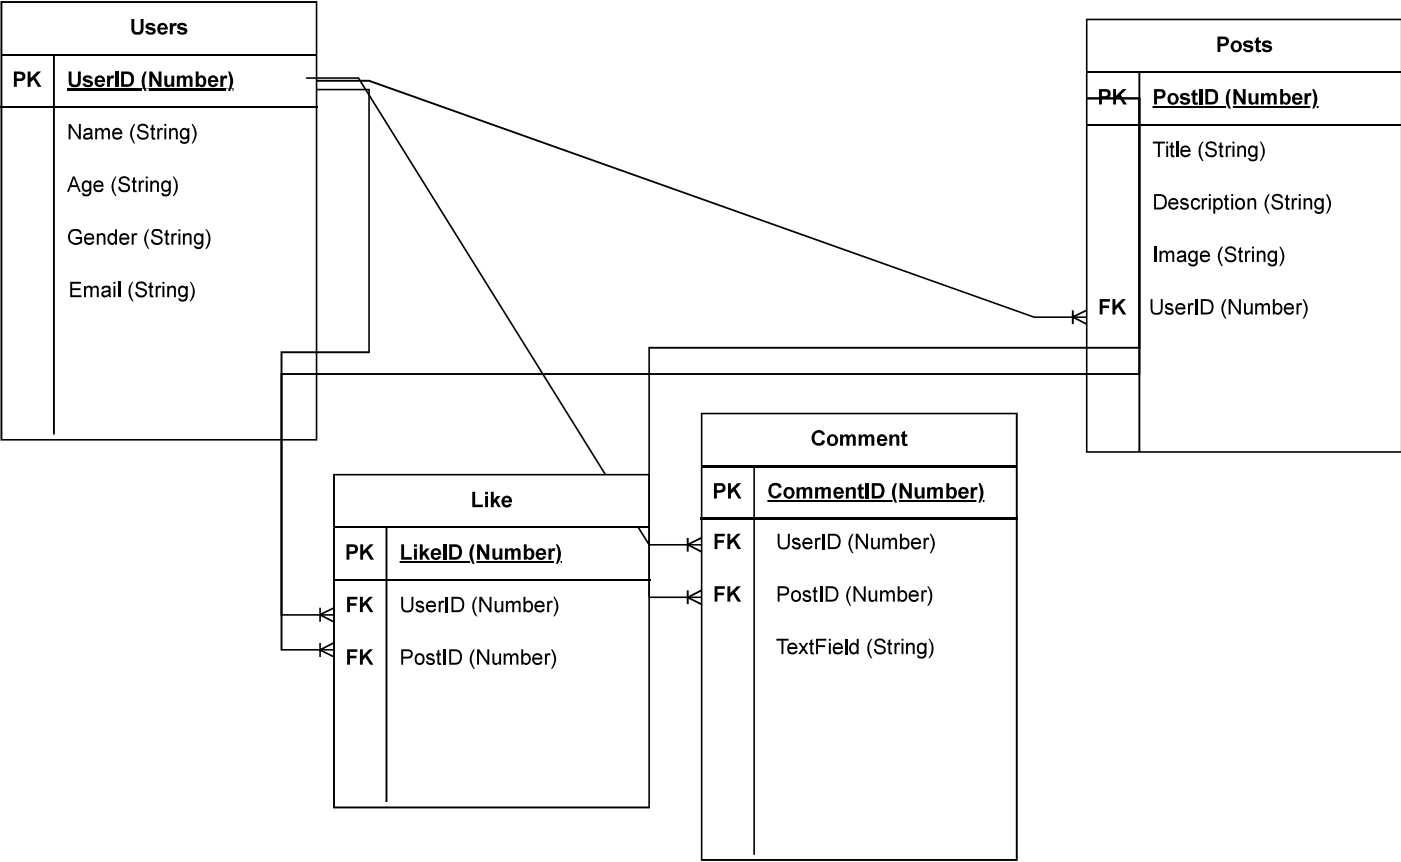 Users
PK UserID (Number)
Name (String)
Age (String)
Gender (String)
Email (String)
Posts
PK PostID (Number)
Title (String)
Description (String)
Image (String)
FK UserID (Number)
Like
PK LikeID (Number)
FK UserID (Number)
FK PostID (Number)
Comment
PK CommentID (Number)
FK UserID (Number)
FK PostID (Number)
TextField (String)